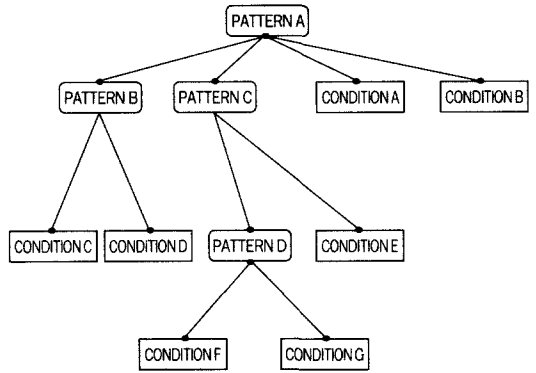 PATTERN A
PATTERN B
PATTERN C
CONDITION A
CONDITION B
CONDITION C
CONDITION D
PATTERN D
CONDITION E
CONDITION F
CONDITION G